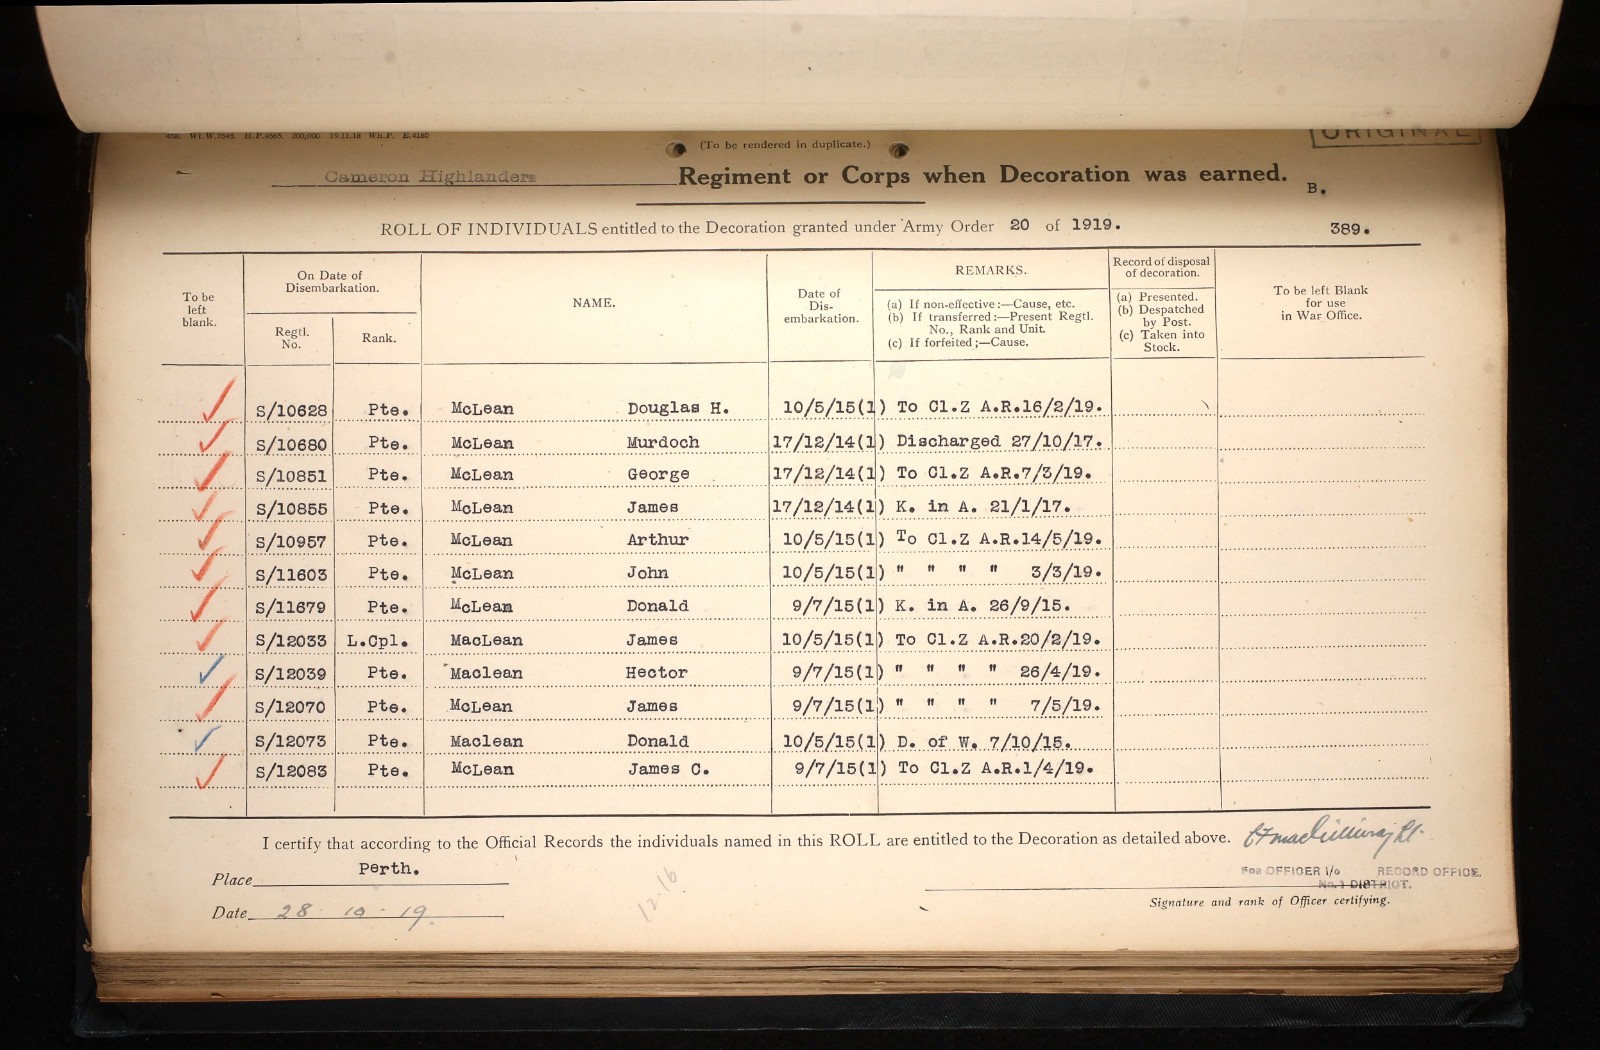 456. Wt.W.7545. H.P.4565. 200,000. 19.11.18 Wh.P. E.4180
ORIGINAL
(To be rendered in duplicate.)
Cameron Highlanders Regiment or Corps when Decoration was earned.
B.
ROLL OF INDIVIDUALS entitled to the Decoration granted under Army Order 20 of 1919.
389.
To be left blank.
On Date of Disembarkation.
Regtl. No.
Rank.
NAME.
Date of Dis-embarkation.
REMARKS.
(a) If non-effective:—Cause, etc.
(b) If transferred:—Present Regtl. No., Rank and Unit.
(c) If forfeited;—Cause.
Record of disposal of decoration.
(a) Presented.
(b) Despatched by Post.
(c) Taken into Stock.
To be left Blank for use in War Office.
S/10628 Pte. McLean Douglas H. 10/5/15(1) To Cl.Z A.R.16/2/19.
S/10680 Pte. McLean Murdoch 17/12/14(1) Discharged 27/10/17.
S/10851 Pte. McLean George 17/12/14(1) To Cl.Z A.R.7/3/19.
S/10855 Pte. McLean James 17/12/14(1) K. in A. 21/1/17.
S/10957 Pte. McLean Arthur 10/5/15(1) To Cl.Z A.R.14/5/19.
S/11603 Pte. McLean John 10/5/15(1) " " " " 3/3/19.
S/11679 Pte. McLean Donald 9/7/15(1) K. in A. 26/9/15.
S/12033 L.Cpl. MacLean James 10/5/15(1) To Cl.Z A.R.20/2/19.
S/12039 Pte. Maclean Hector 9/7/15(1) " " " " 26/4/19.
S/12070 Pte. McLean James 9/7/15(1) " " " " 7/5/19.
S/12073 Pte. Maclean Donald 10/5/15(1) D. of W. 7/10/15.
S/12083 Pte. McLean James C. 9/7/15(1) To Cl.Z A.R.1/4/19.
I certify that according to the Official Records the individuals named in this ROLL are entitled to the Decoration as detailed above.
Place Perth.
FOR OFFICER I/o RECORD OFFICE.
No. 1 DISTRICT.
Date 28-10-19
Signature and rank of Officer certifying.
12-16